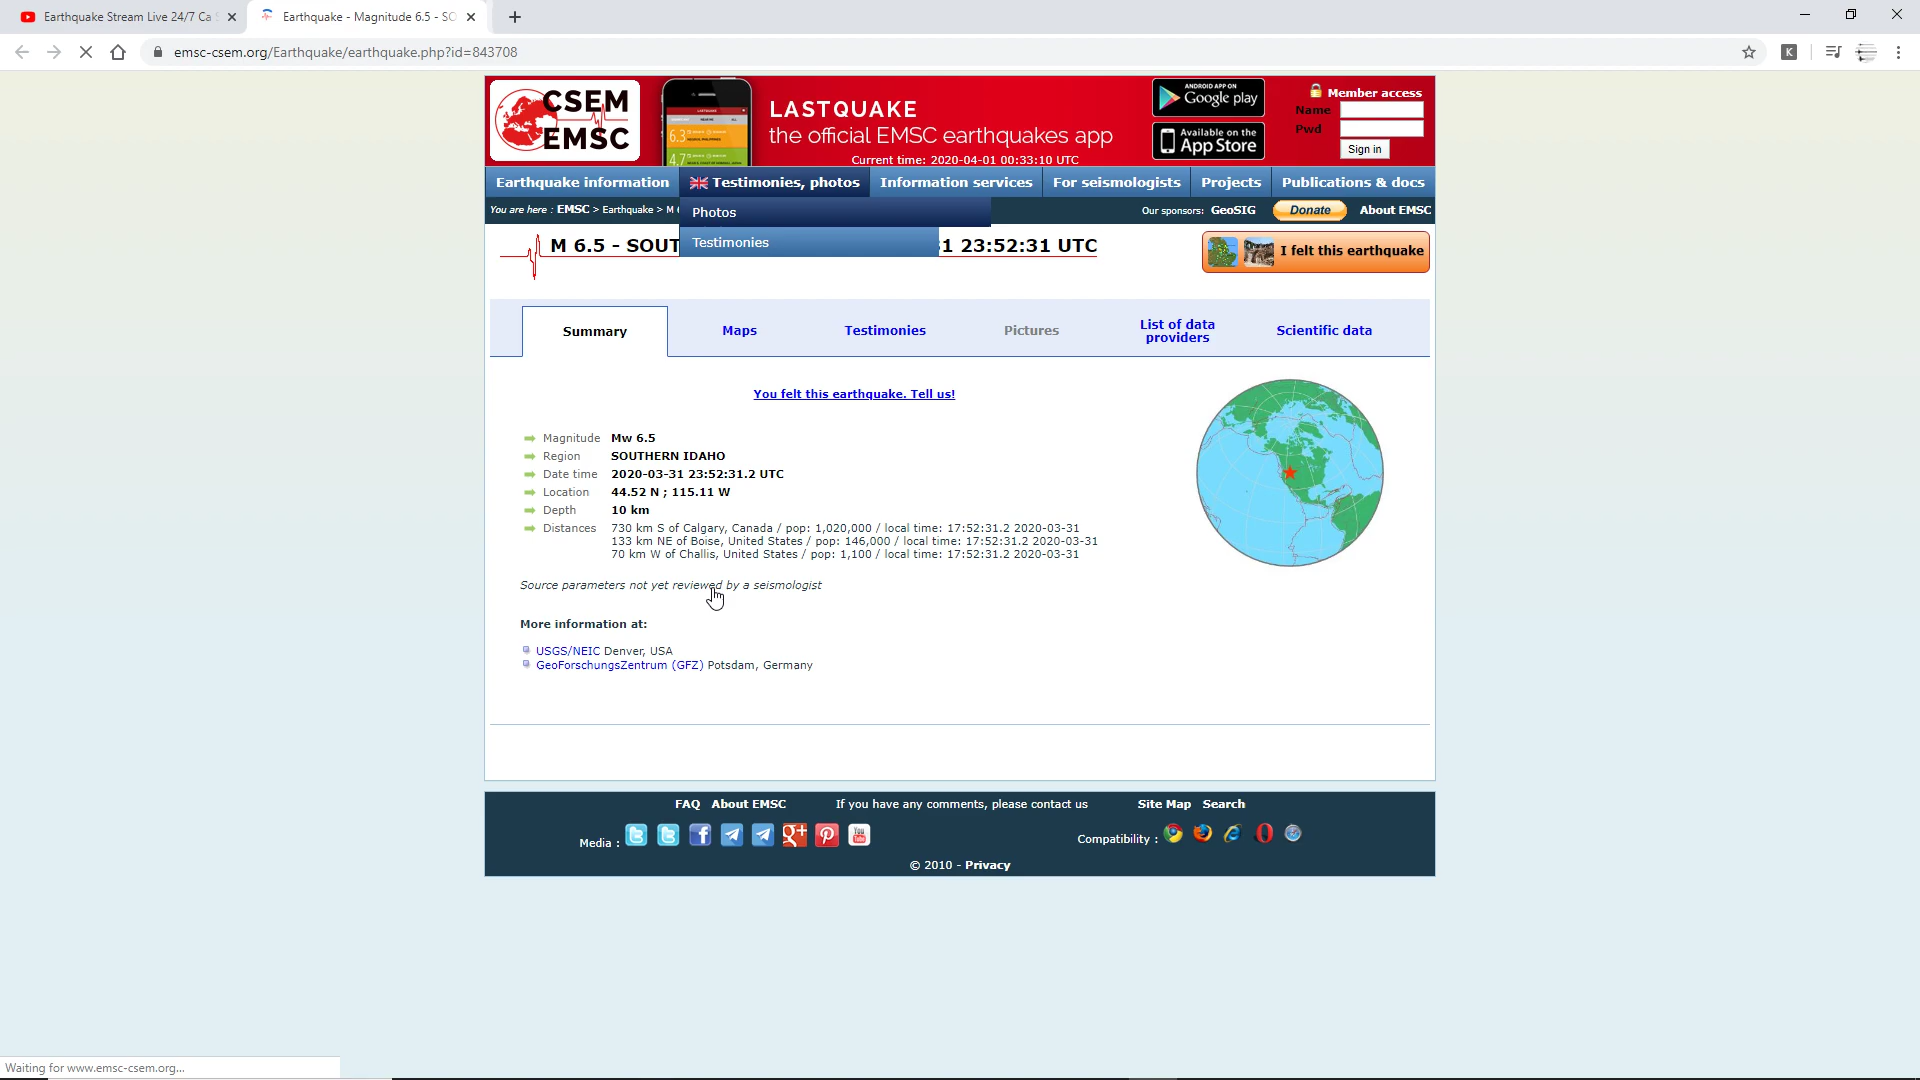 Earthquake Stream Live 24/7 Ca
Earthquake - Magnitude 6.5 - SO
emsc-csem.org/Earthquake/earthquake.php?id=843708
K
CSEM
EMSC
LASTQUAKE
the official EMSC earthquakes app
Current time: 2020-04-01 00:33:10 UTC
6.3
4.7
ANDROID APP ON
Google play
Available on the
App Store
Member access
Name
Pwd
Sign in
Earthquake information
Testimonies, photos
Information services
For seismologists
Projects
Publications & docs
You are here : EMSC > Earthquake > M 6
Photos
Testimonies
Our sponsors: GeoSIG
Donate
About EMSC
M 6.5 - SOUT
1 23:52:31 UTC
I felt this earthquake
Summary
Maps
Testimonies
Pictures
List of data
providers
Scientific data
You felt this earthquake. Tell us!
Magnitude Mw 6.5
Region SOUTHERN IDAHO
Date time 2020-03-31 23:52:31.2 UTC
Location 44.52 N ; 115.11 W
Depth 10 km
Distances 730 km S of Calgary, Canada / pop: 1,020,000 / local time: 17:52:31.2 2020-03-31
133 km NE of Boise, United States / pop: 146,000 / local time: 17:52:31.2 2020-03-31
70 km W of Challis, United States / pop: 1,100 / local time: 17:52:31.2 2020-03-31
Source parameters not yet reviewed by a seismologist
More information at:
USGS/NEIC Denver, USA
GeoForschungsZentrum (GFZ) Potsdam, Germany
FAQ About EMSC If you have any comments, please contact us Site Map Search
Media :
g+
You Tube
Compatibility :
© 2010 - Privacy
Waiting for www.emsc-csem.org...